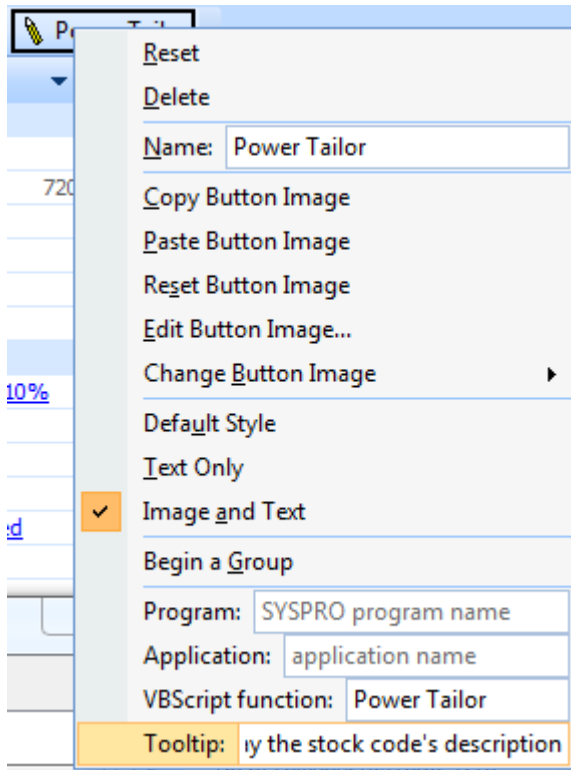 Reset
Delete
Name: Power Tailor
720
Copy Button Image
Paste Button Image
Reset Button Image
Edit Button Image...
Change Button Image
10%
Default Style
Text Only
Image and Text
ed
Begin a Group
Program: SYSPRO program name
Application: application name
VBScript function: Power Tailor
Tooltip: ay the stock code's description